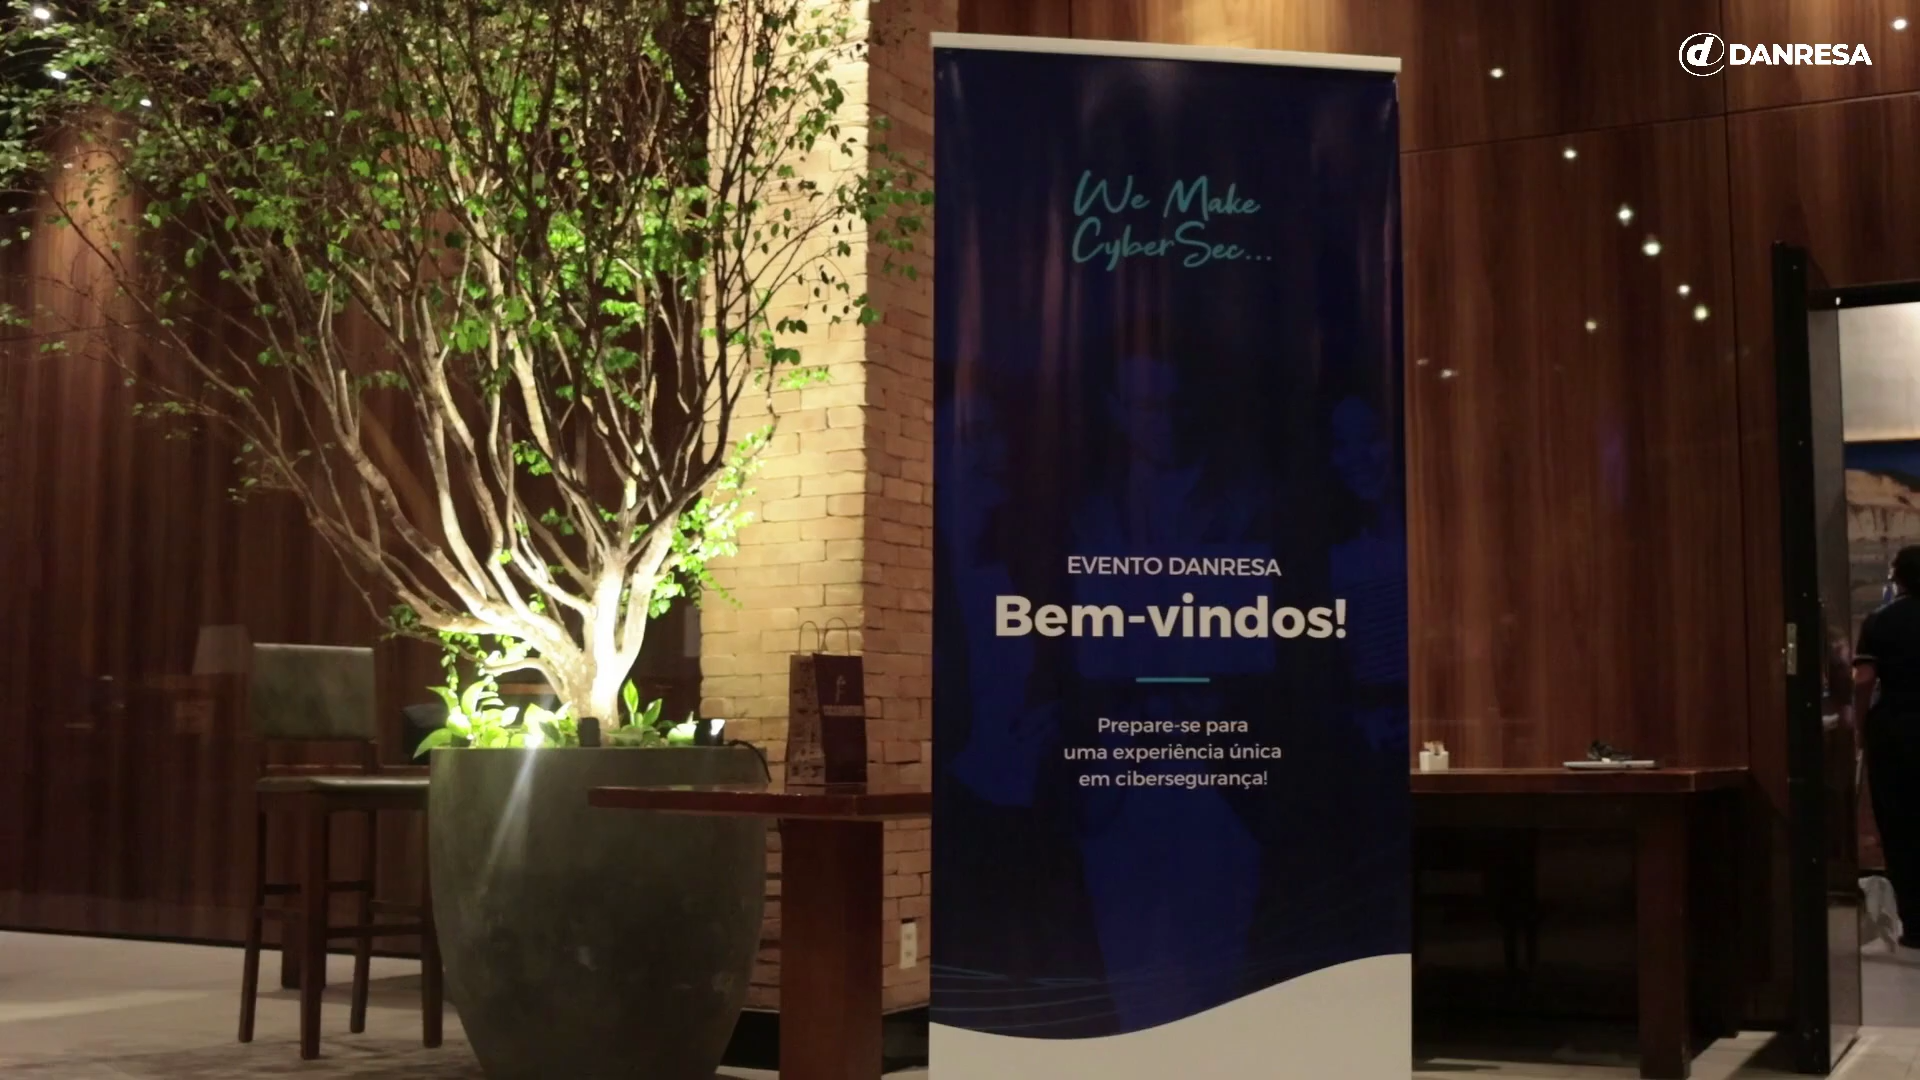 DANRESA
We Make
CyberSec...
EVENTO DANRESA
Bem-vindos!
Prepare-se para
uma experiência única
em cibersegurança!